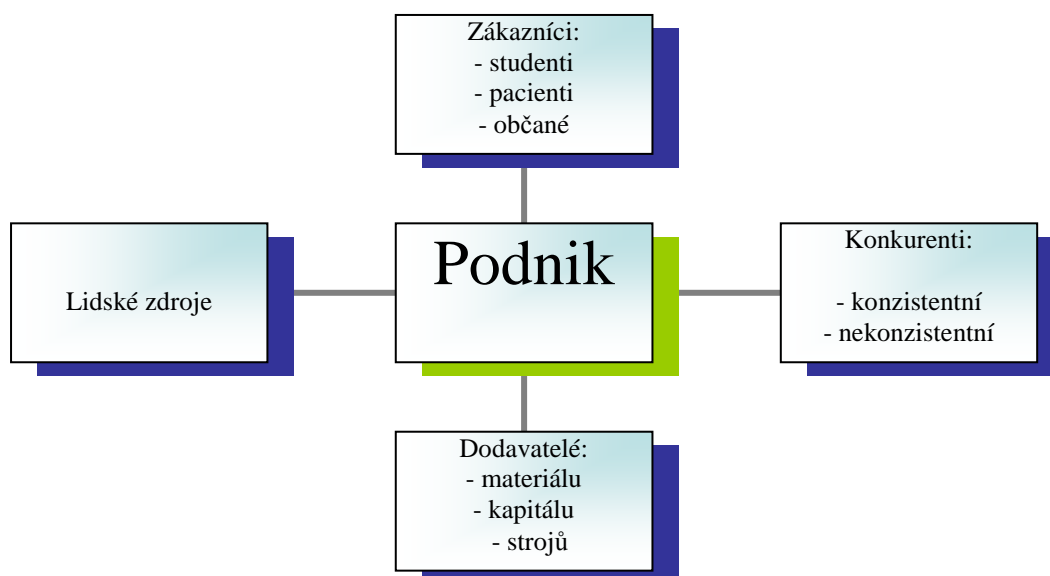 Zákazníci:
- studenti
- pacienti
- občané
Lidské zdroje
Podnik
Konkurenti:
- konzistentní
- nekonzistentní
Dodavatelé:
- materiálu
- kapitálu
- strojů